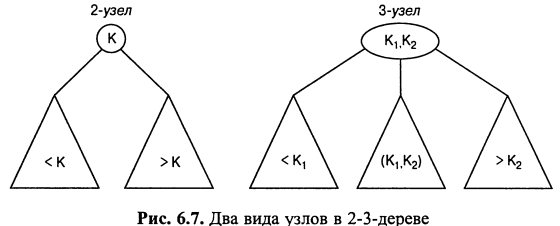 2-узел 3-узел
K K₁,K₂
< K > K < K₁ (K₁,K₂) > K₂
Рис. 6.7. Два вида узлов в 2-3-дереве